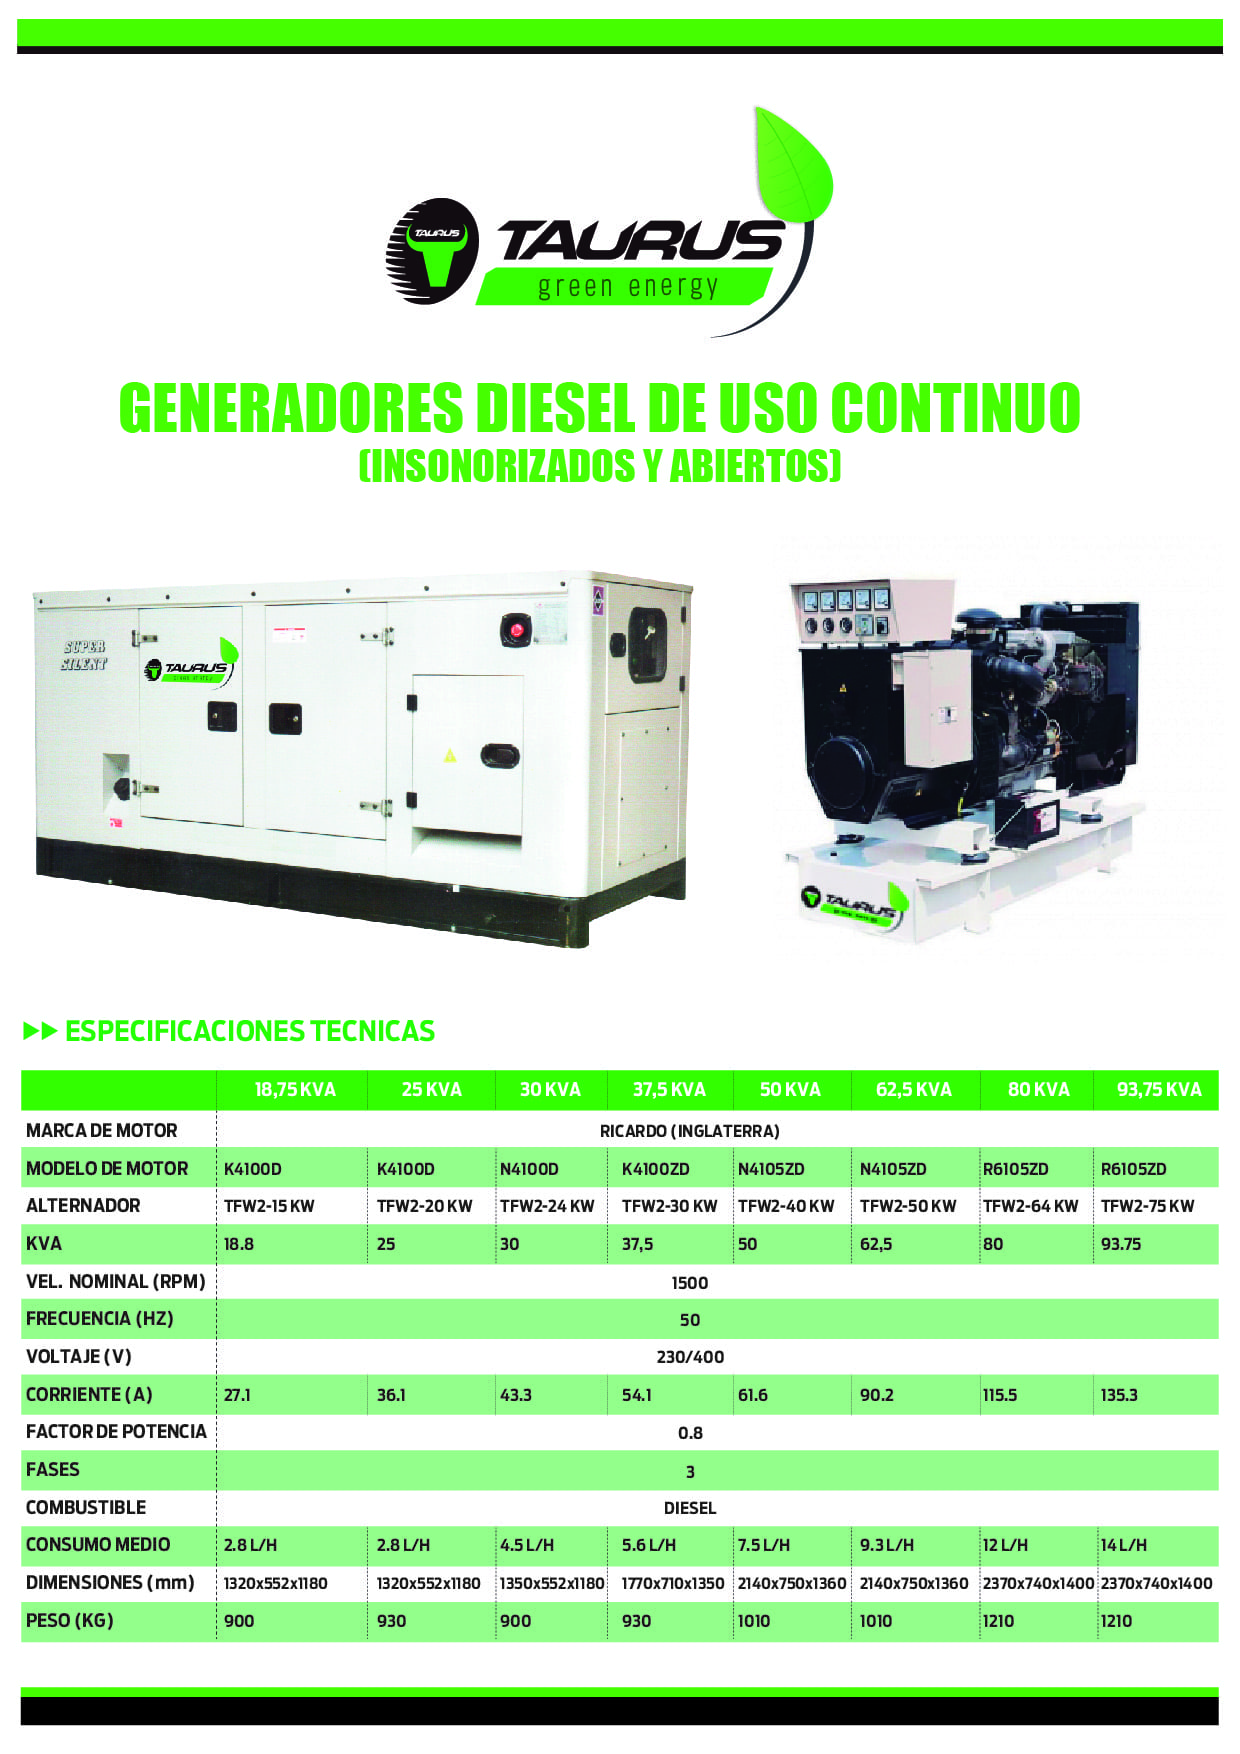 TAURUS
TAURUS
green energy
GENERADORES DIESEL DE USO CONTINUO
(INSONORIZADOS Y ABIERTOS)
SUPER
SILENT
TAURUS
TAURUS
ESPECIFICACIONES TECNICAS
18,75 KVA 25 KVA 30 KVA 37,5 KVA 50 KVA 62,5 KVA 80 KVA 93,75 KVA
MARCA DE MOTOR RICARDO (INGLATERRA)
MODELO DE MOTOR K4100D K4100D N4100D K4100ZD N4105ZD N4105ZD R6105ZD R6105ZD
ALTERNADOR TFW2-15 KW TFW2-20 KW TFW2-24 KW TFW2-30 KW TFW2-40 KW TFW2-50 KW TFW2-64 KW TFW2-75 KW
KVA 18.8 25 30 37,5 50 62,5 80 93.75
VEL. NOMINAL (RPM) 1500
FRECUENCIA (HZ) 50
VOLTAJE (V) 230/400
CORRIENTE (A) 27.1 36.1 43.3 54.1 61.6 90.2 115.5 135.3
FACTOR DE POTENCIA 0.8
FASES 3
COMBUSTIBLE DIESEL
CONSUMO MEDIO 2.8 L/H 2.8 L/H 4.5 L/H 5.6 L/H 7.5 L/H 9.3 L/H 12 L/H 14 L/H
DIMENSIONES (mm) 1320x552x1180 1320x552x1180 1350x552x1180 1770x710x1350 2140x750x1360 2140x750x1360 2370x740x1400 2370x740x1400
PESO (KG) 900 930 900 930 1010 1010 1210 1210